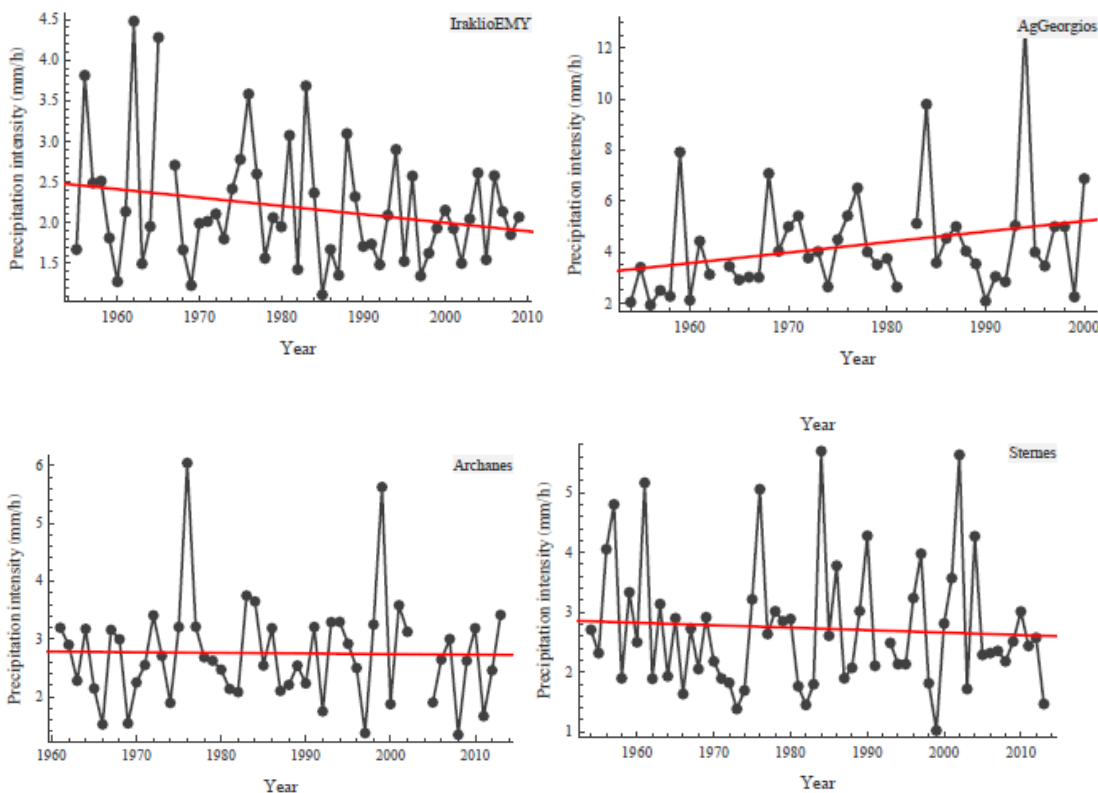 IraklioEMY
Precipitation intensity (mm/h)
4.5
4.0
3.5
3.0
2.5
2.0
1.5
1960 1970 1980 1990 2000 2010
Year
AgGeorgios
Precipitation intensity (mm/h)
12
10
8
6
4
2
1960 1970 1980 1990 2000
Year
Archanes
Precipitation intensity (mm/h)
6
5
4
3
2
1960 1970 1980 1990 2000 2010
Year
Year
Sternes
Precipitation intensity (mm/h)
5
4
3
2
1
1960 1970 1980 1990 2000 2010
Year